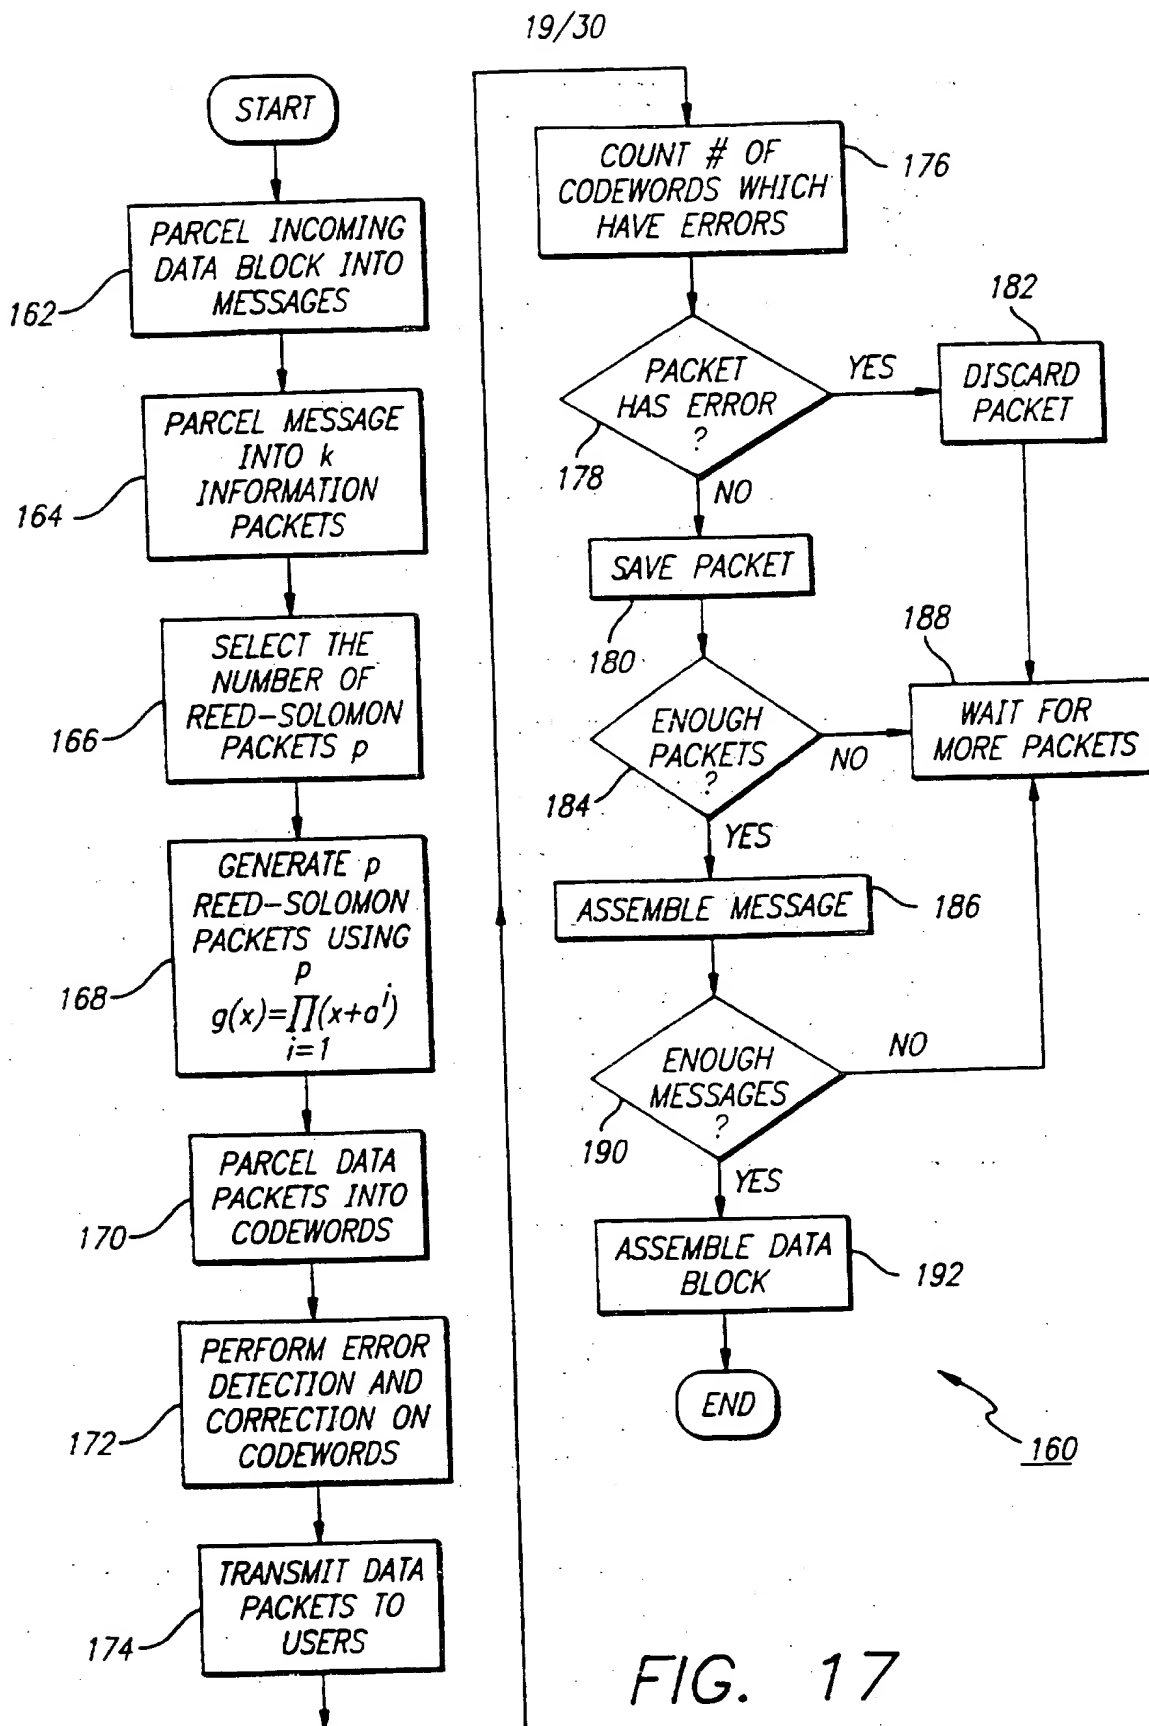 19/30
START
PARCEL INCOMING
DATA BLOCK INTO
MESSAGES
162
PARCEL MESSAGE
INTO k
INFORMATION
PACKETS
164
SELECT THE
NUMBER OF
REED-SOLOMON
PACKETS p
166
GENERATE p
REED-SOLOMON
PACKETS USING
p
g(x)=∏(x+a^i)
i=1
168
PARCEL DATA
PACKETS INTO
CODEWORDS
170
PERFORM ERROR
DETECTION AND
CORRECTION ON
CODEWORDS
172
TRANSMIT DATA
PACKETS TO
USERS
174
COUNT # OF
CODEWORDS WHICH
HAVE ERRORS
176
PACKET
HAS ERROR
?
178
YES
182
DISCARD
PACKET
NO
SAVE PACKET
180
188
WAIT FOR
MORE PACKETS
ENOUGH
PACKETS
?
184
NO
YES
ASSEMBLE MESSAGE
186
ENOUGH
MESSAGES
?
190
NO
YES
ASSEMBLE DATA
BLOCK
192
END
160
FIG. 17